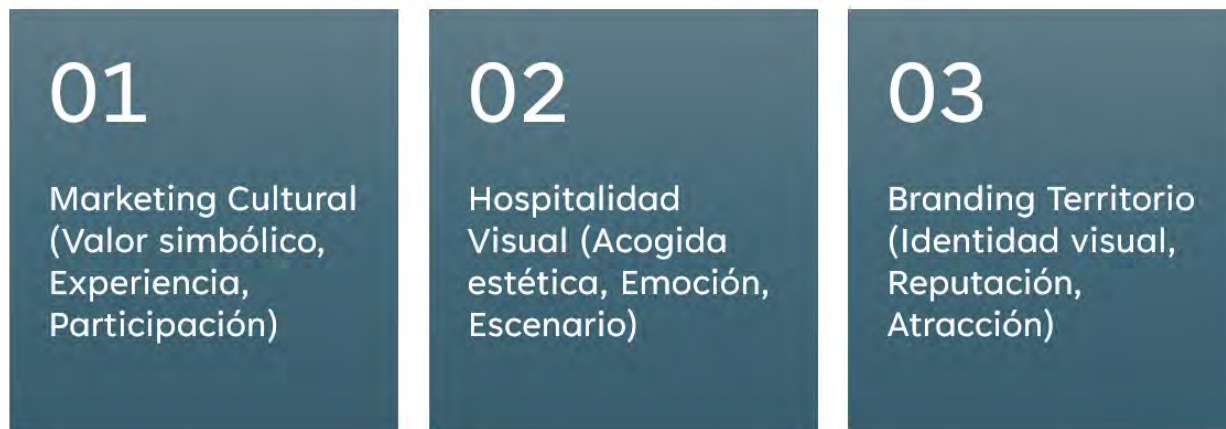 01
Marketing Cultural
(Valor simbólico,
Experiencia,
Participación)
02
Hospitalidad
Visual (Acogida
estética, Emoción,
Escenario)
03
Branding Territorio
(Identidad visual,
Reputación,
Atracción)